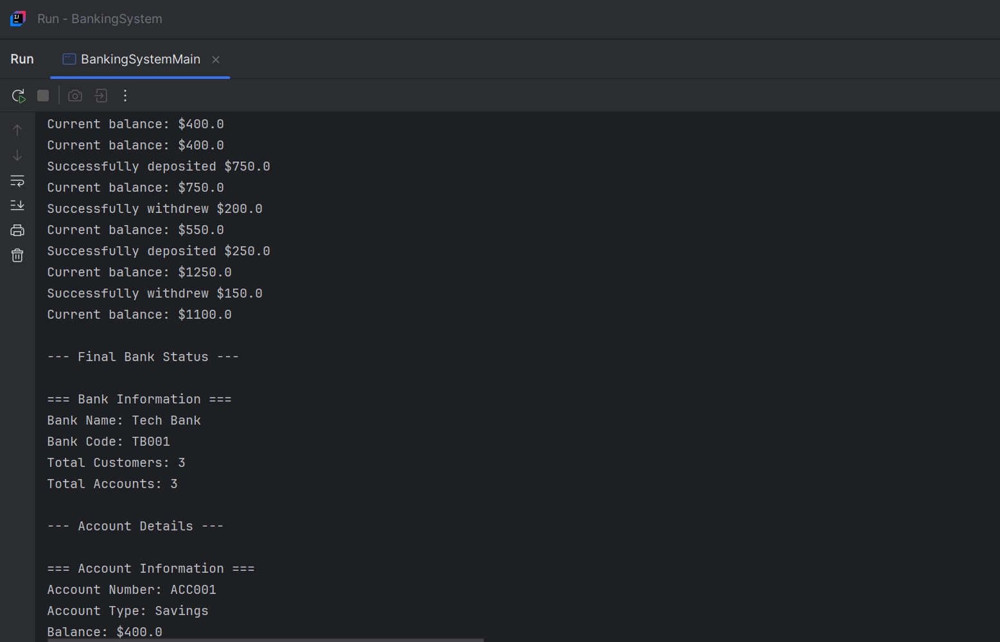 Run - BankingSystem
Run BankingSystemMain
Current balance: $400.0
Current balance: $400.0
Successfully deposited $750.0
Current balance: $750.0
Successfully withdrew $200.0
Current balance: $550.0
Successfully deposited $250.0
Current balance: $1250.0
Successfully withdrew $150.0
Current balance: $1100.0
--- Final Bank Status ---
=== Bank Information ===
Bank Name: Tech Bank
Bank Code: TB001
Total Customers: 3
Total Accounts: 3
--- Account Details ---
=== Account Information ===
Account Number: ACC001
Account Type: Savings
Balance: $400.0